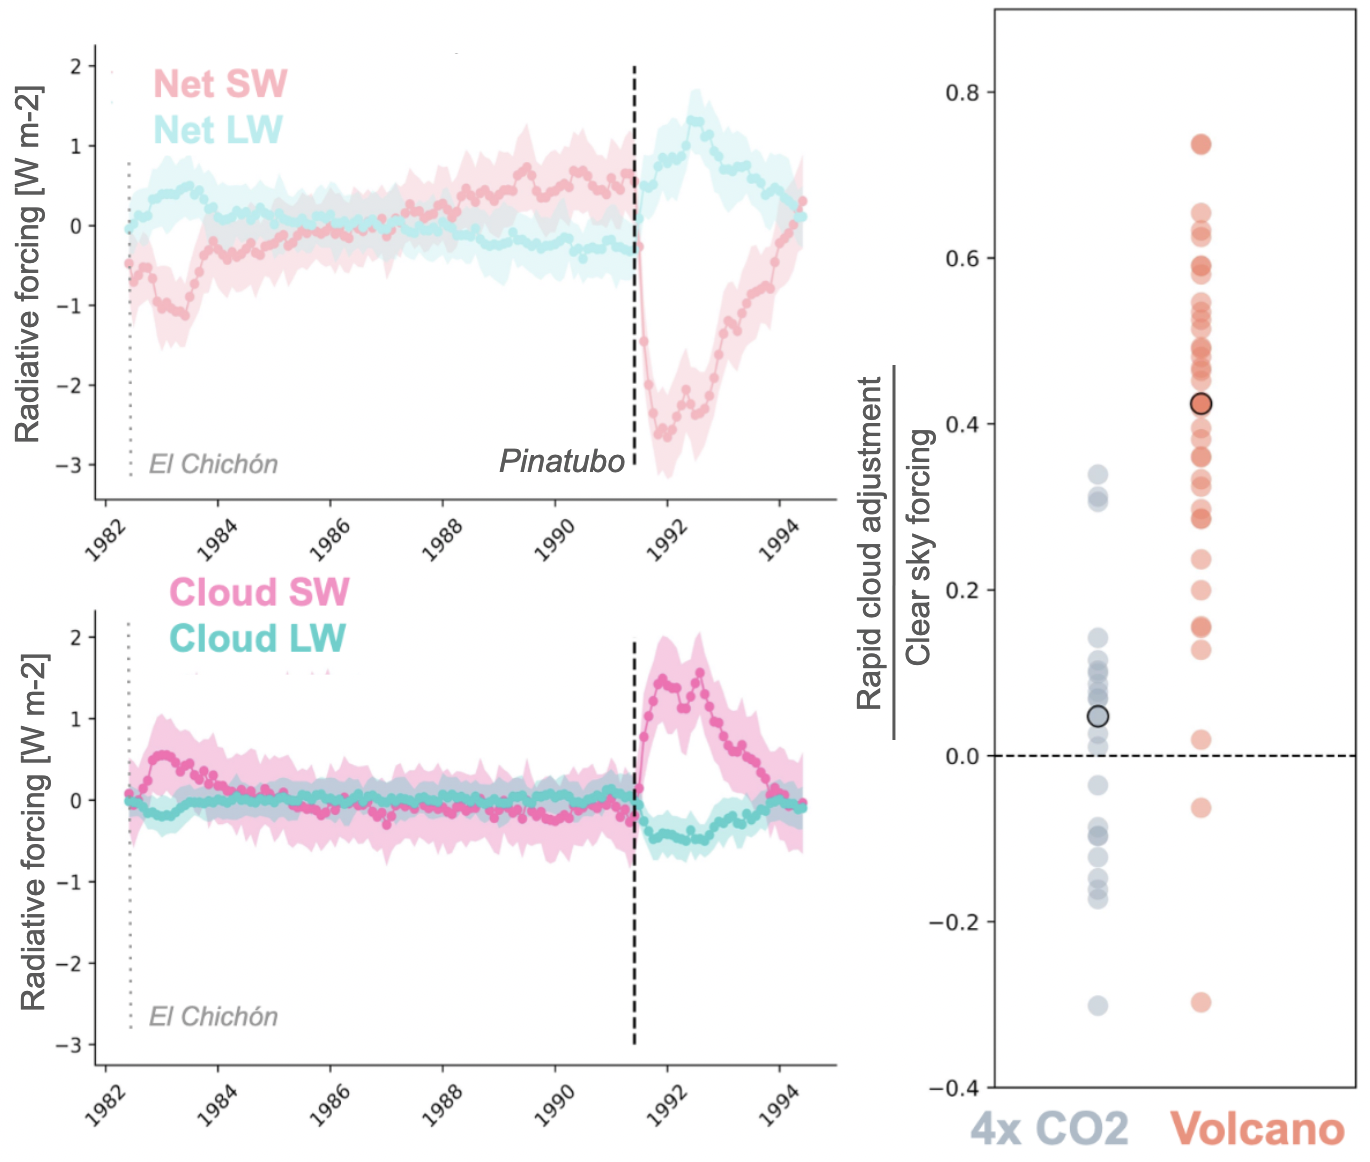 Net SW
Net LW
Radiative forcing [W m-2]
2
1
0
−1
−2
−3
El Chichón
Pinatubo
1982
1984
1986
1988
1990
1992
1994
Cloud SW
Cloud LW
Radiative forcing [W m-2]
2
1
0
−1
−2
−3
El Chichón
1982
1984
1986
1988
1990
1992
1994
Rapid cloud adjustment
Clear sky forcing
0.8
0.6
0.4
0.2
0.0
−0.2
−0.4
4x CO2
Volcano